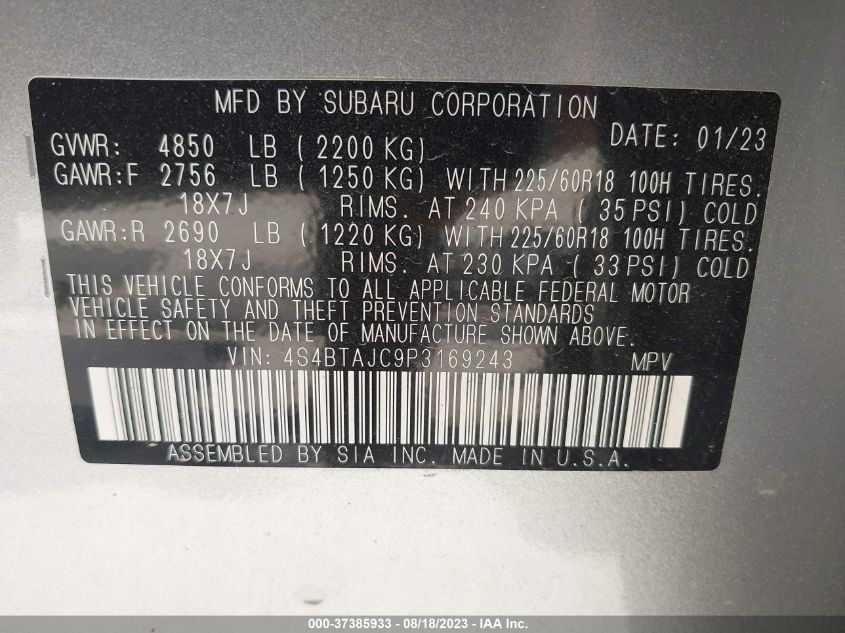 MFD BY SUBARU CORPORATION
DATE: 01/23
GVWR: 4850 LB ( 2200 KG)
GAWR:F 2756 LB ( 1250 KG) WITH 225/60R18 100H TIRES.
18X7J RIMS. AT 240 KPA ( 35 PSI) COLD
GAWR:R 2690 LB ( 1220 KG) WITH 225/60R18 100H TIRES.
18X7J RIMS. AT 230 KPA ( 33 PSI) COLD
THIS VEHICLE CONFORMS TO ALL APPLICABLE FEDERAL MOTOR
VEHICLE SAFETY AND THEFT PREVENTION STANDARDS
IN EFFECT ON THE DATE OF MANUFACTURE SHOWN ABOVE.
VIN: 4S4BTAJC9P3169243 MPV
ASSEMBLED BY SIA INC. MADE IN U.S.A.
000-37385933 - 08/18/2023 - IAA Inc.